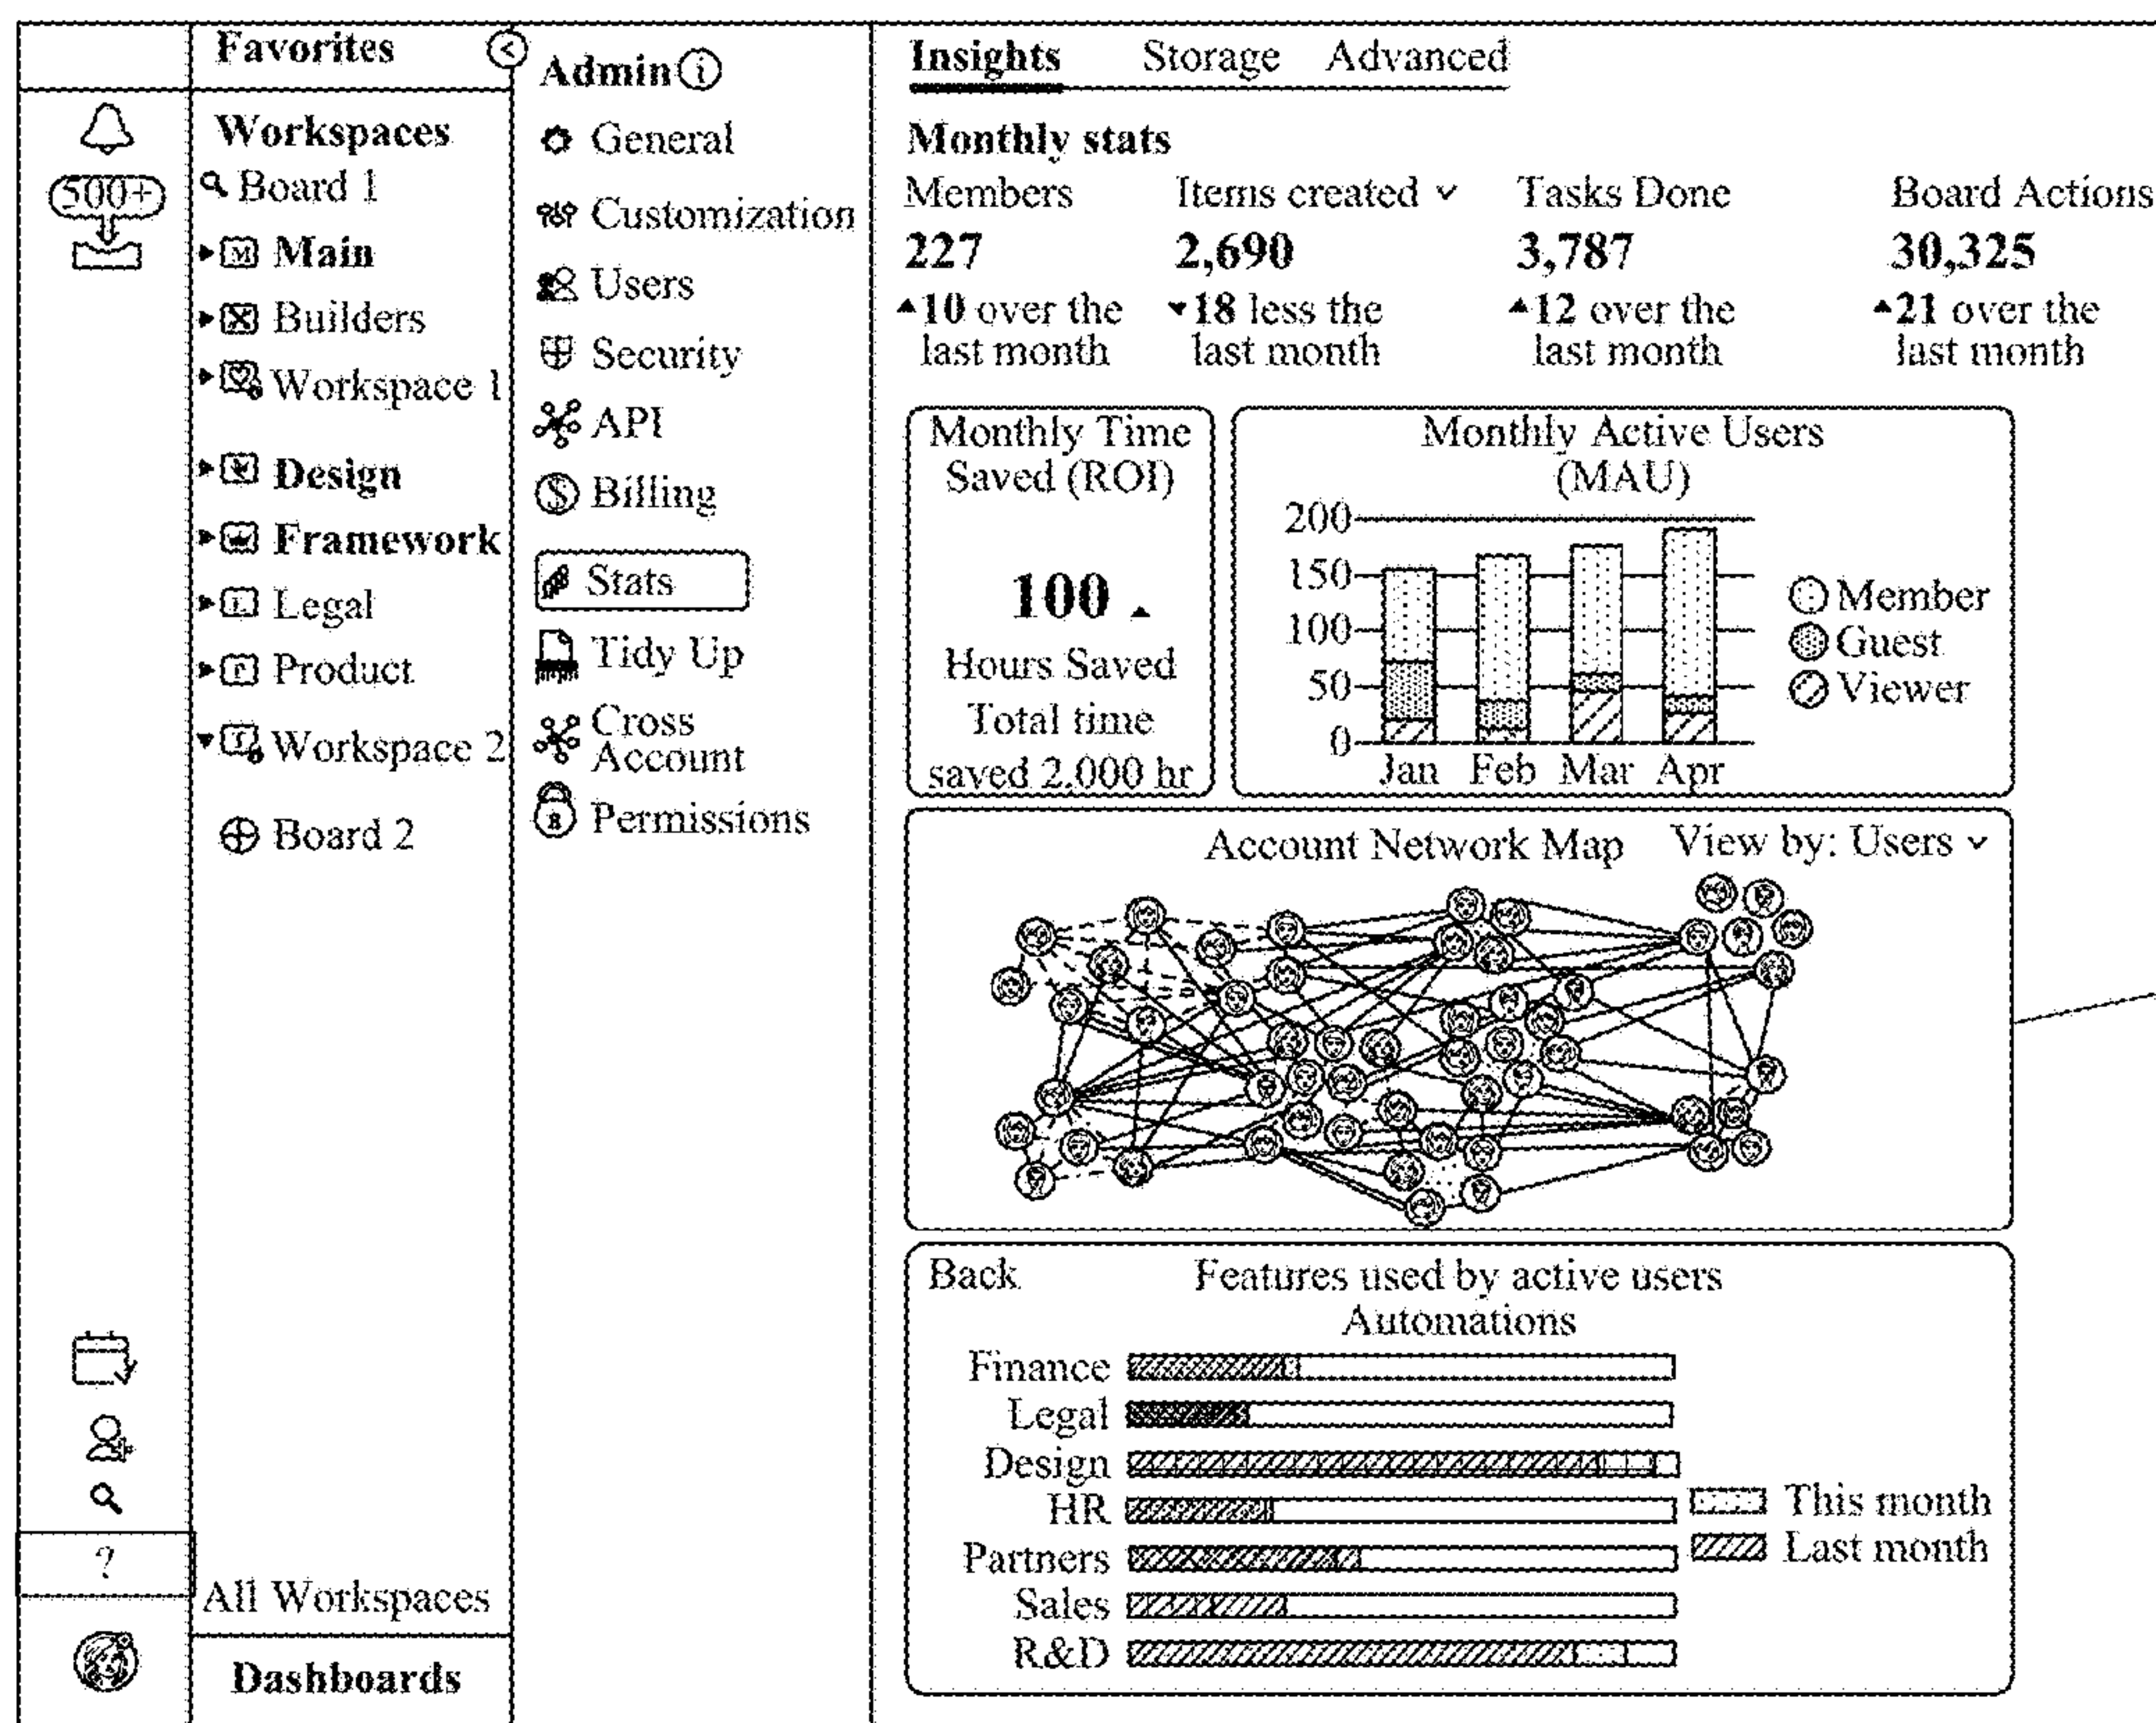 Favorites
Workspaces
500+
Board 1
Main
Builders
Workspace 1
Design
Framework
Legal
Product
Workspace 2
Board 2
?
All Workspaces
Dashboards
Admin
General
Customization
Users
Security
API
Billing
Stats
Tidy Up
Cross
Account
Permissions
Insights Storage Advanced
Monthly stats
Members Items created Tasks Done Board Actions
227 2,690 3,787 30,325
10 over the 18 less the 12 over the 21 over the
last month last month last month last month
Monthly Time
Saved (ROI)
100
Hours Saved
Total time
saved 2.000 hr
Monthly Active Users
(MAU)
200
150
100
50
0
Jan Feb Mar Apr
Member
Guest
Viewer
Account Network Map View by: Users
Back Features used by active users
Automations
Finance
Legal
Design
HR
Partners
Sales
R&D
This month
Last month